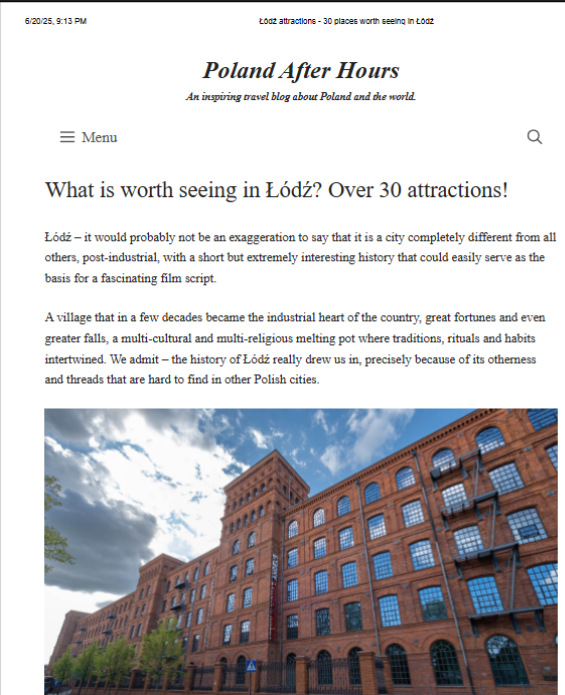 6/20/25, 9:13 PM
Łódź attractions - 30 places worth seeing in Łódź
Poland After Hours
An inspiring travel blog about Poland and the world.
Menu
What is worth seeing in Łódź? Over 30 attractions!
Łódź – it would probably not be an exaggeration to say that it is a city completely different from all
others, post-industrial, with a short but extremely interesting history that could easily serve as the
basis for a fascinating film script.
A village that in a few decades became the industrial heart of the country, great fortunes and even
greater falls, a multi-cultural and multi-religious melting pot where traditions, rituals and habits
intertwined. We admit – the history of Łódź really drew us in, precisely because of its otherness
and threads that are hard to find in other Polish cities.